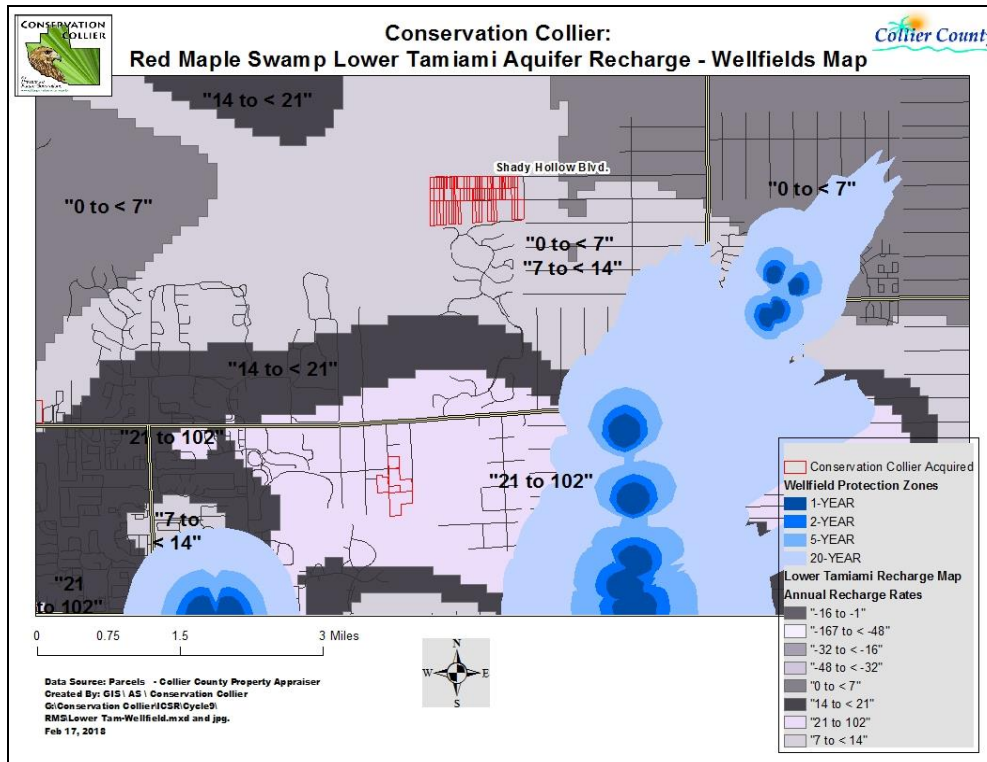 CONSERVATION
COLLIER
Conservation Collier:
Red Maple Swamp Lower Tamiami Aquifer Recharge - Wellfields Map
Collier County
"14 to < 21"
Shady Hollow Blvd.
"0 to < 7"
"0 to < 7"
"0 to < 7"
"7 to < 14"
"14 to < 21"
"21 to 102"
"21 to 102"
"7 to
< 14"
"21
to 102"
Conservation Collier Acquired
Wellfield Protection Zones
1-YEAR
2-YEAR
5-YEAR
20-YEAR
Lower Tamiami Recharge Map
Annual Recharge Rates
"-16 to -1"
"-167 to < -48"
"-32 to < -16"
"-48 to < -32"
"0 to < 7"
"14 to < 21"
"21 to 102"
"7 to < 14"
0 0.75 1.5 3 Miles
N
W E
S
Data Source: Parcels - Collier County Property Appraiser
Created By: GIS \ AS \ Conservation Collier
G:\Conservation Collier\ICSR\Cycle9\
RMS\Lower Tam-Wellfield.mxd and jpg.
Feb 17, 2018